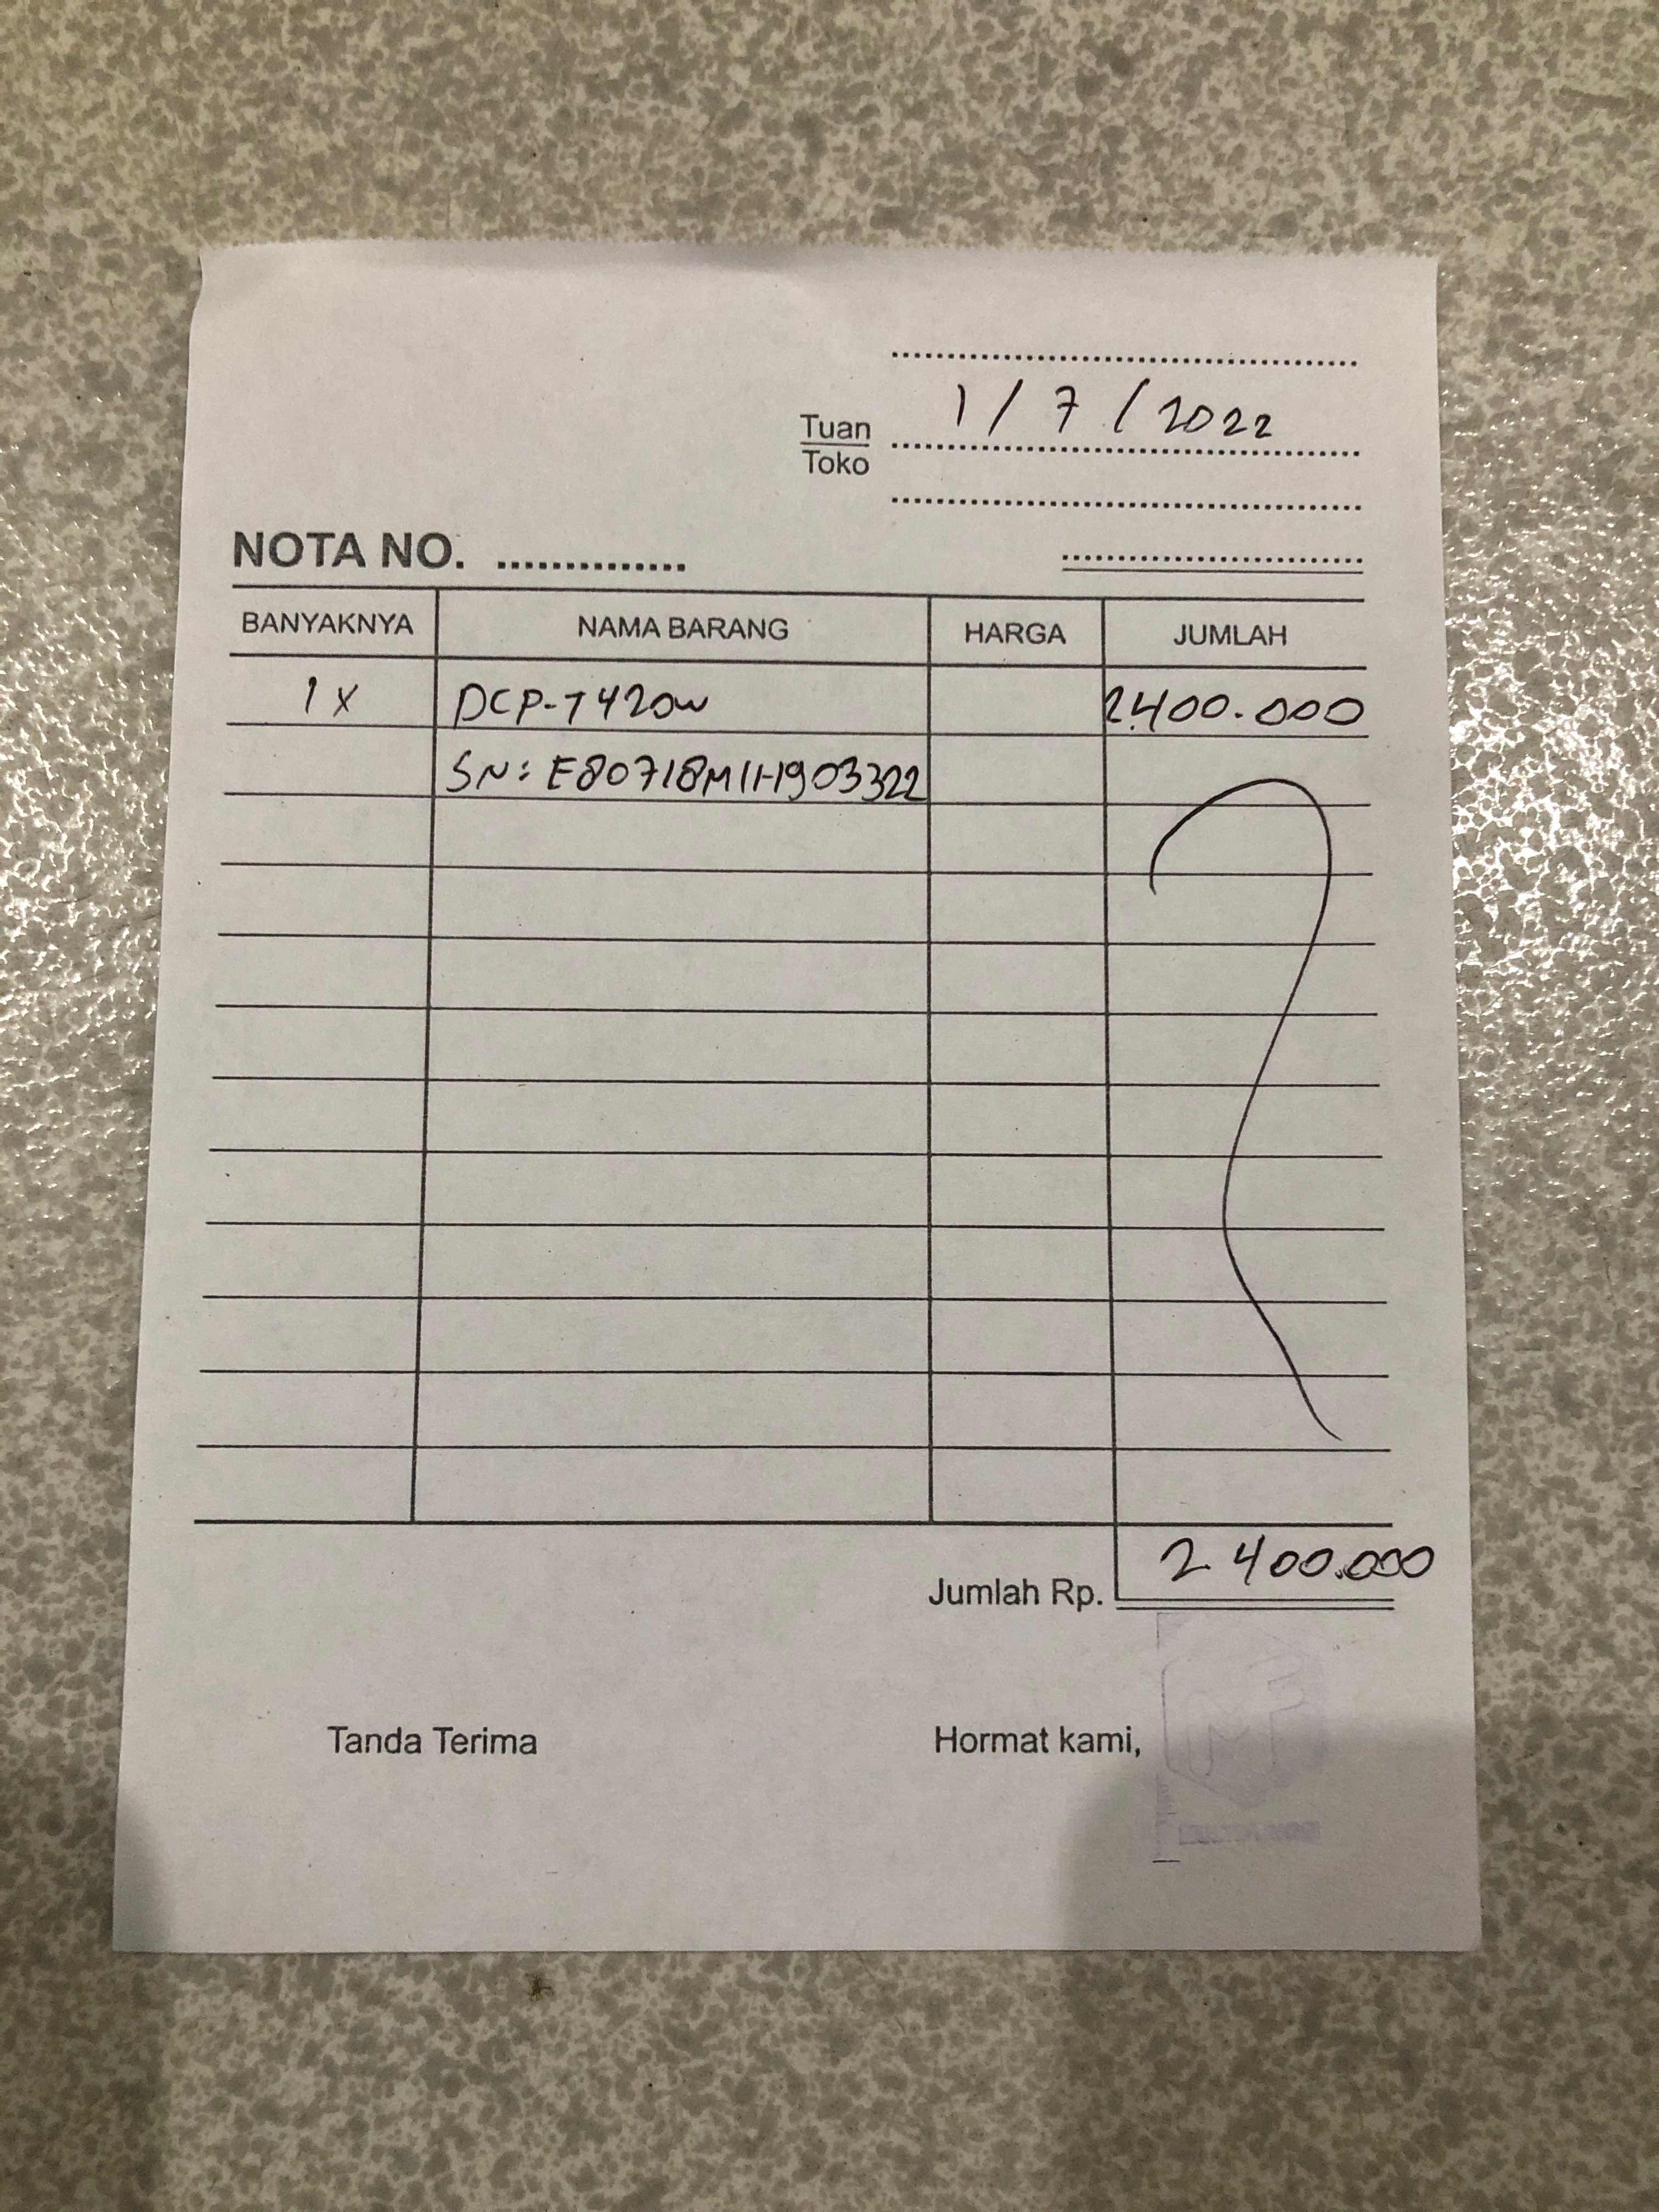 1 / 7 / 2022
Tuan
Toko
NOTA NO. ..............
BANYAKNYA NAMA BARANG HARGA JUMLAH
1 x DCP-T420w 2.400.000
SN: E80718M1H903322
Jumlah Rp. 2 400.000
Tanda Terima Hormat kami,